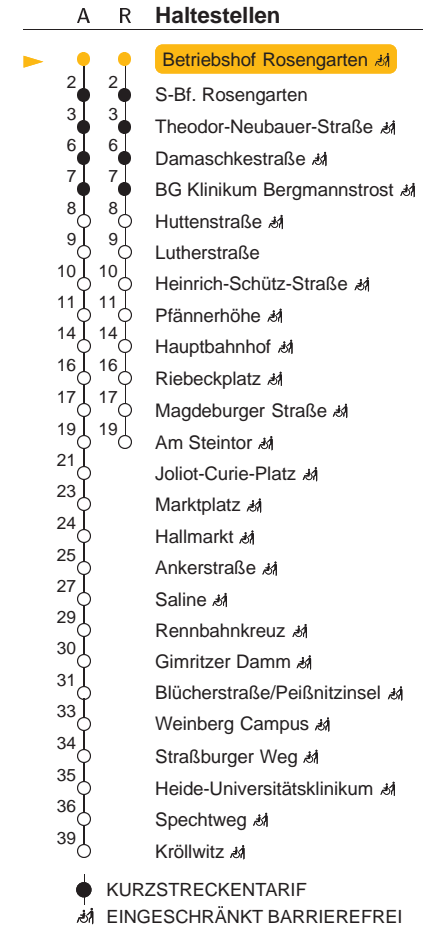 A R Haltestellen
Betriebshof Rosengarten
2 2 S-Bf. Rosengarten
3 3 Theodor-Neubauer-Straße
6 6 Damaschkestraße
7 7 BG Klinikum Bergmannstrost
8 8 Huttenstraße
9 9 Lutherstraße
10 10 Heinrich-Schütz-Straße
11 11 Pfännerhöhe
14 14 Hauptbahnhof
16 16 Riebeckplatz
17 17 Magdeburger Straße
19 19 Am Steintor
21 Joliot-Curie-Platz
23 Marktplatz
24 Hallmarkt
25 Ankerstraße
27 Saline
29 Rennbahnkreuz
30 Gimritzer Damm
31 Blücherstraße/Peißnitzinsel
33 Weinberg Campus
34 Straßburger Weg
35 Heide-Universitätsklinikum
36 Spechtweg
39 Kröllwitz
KURZSTRECKENTARIF
EINGESCHRÄNKT BARRIEREFREI